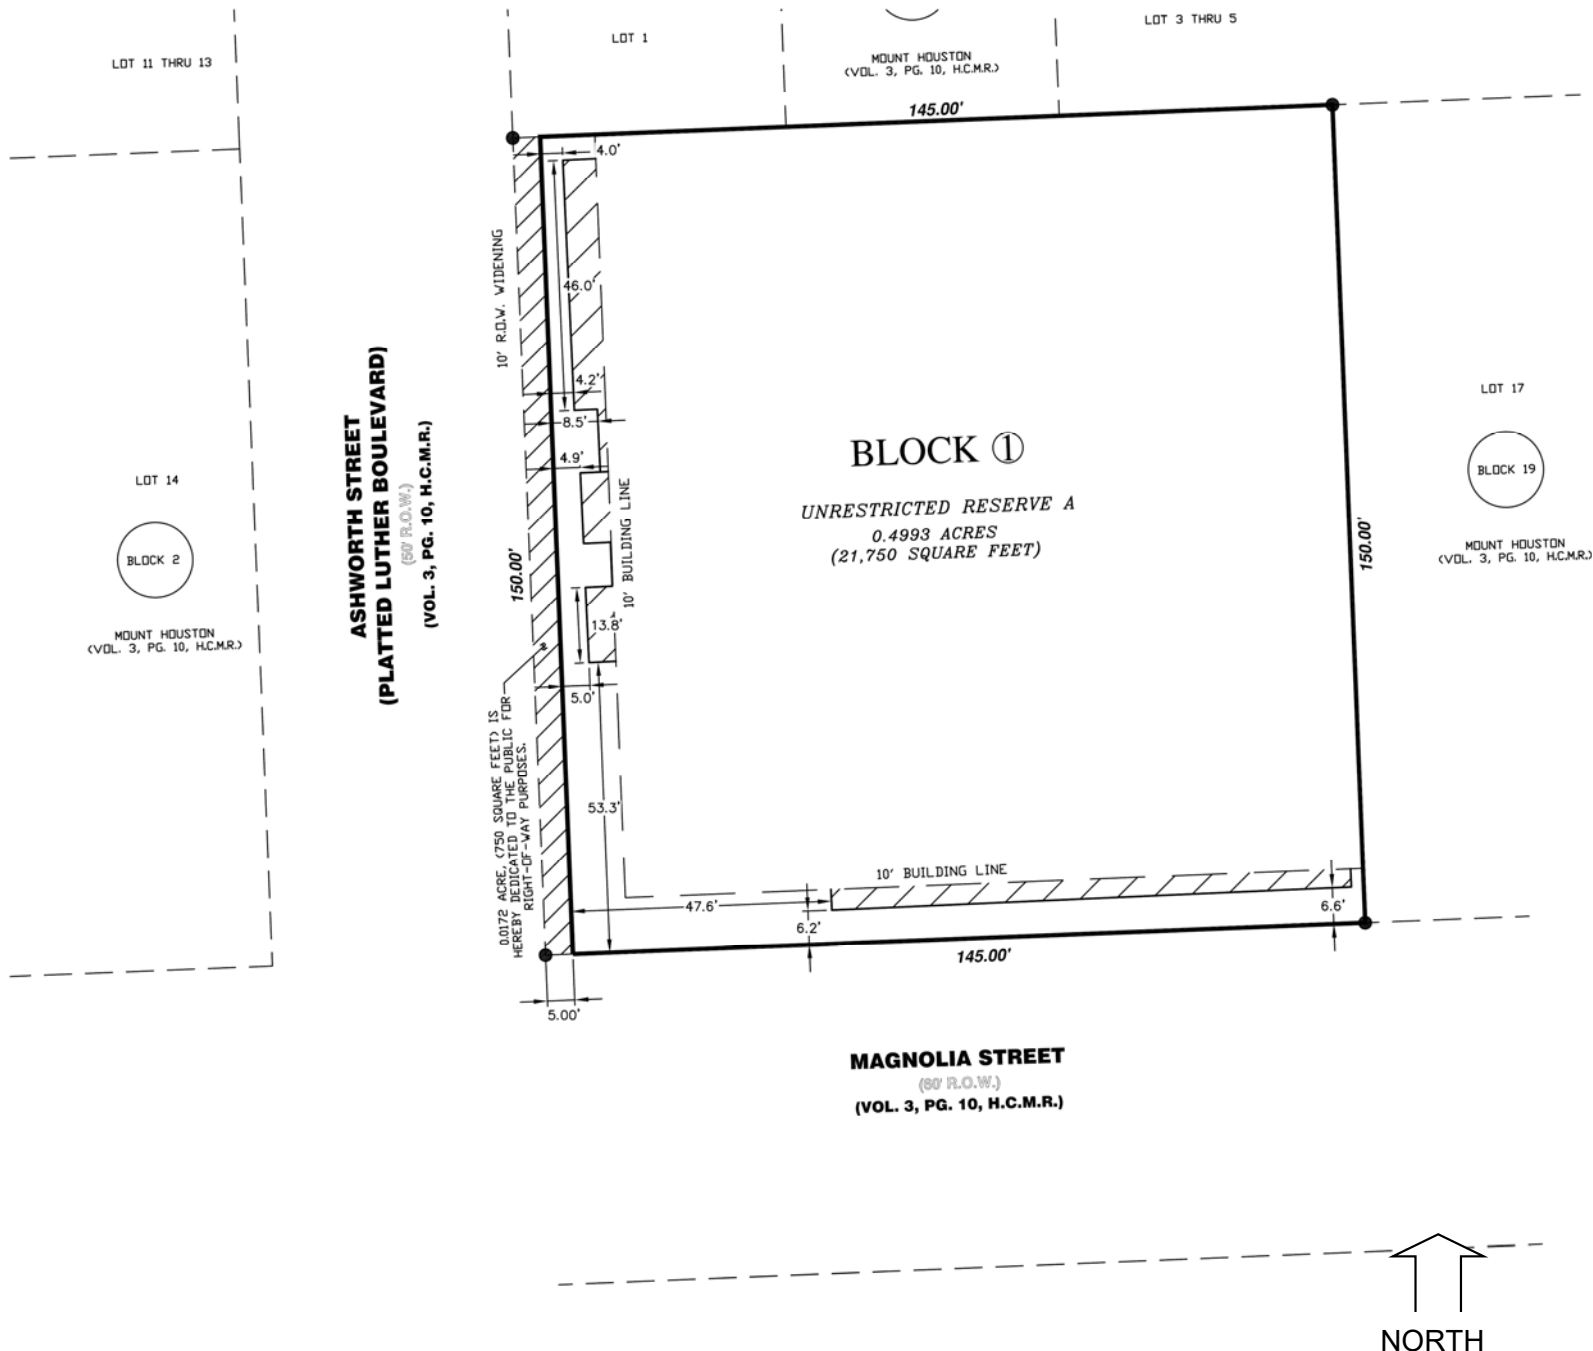 LOT 11 THRU 13
LOT 1
MOUNT HOUSTON
(VOL. 3, PG. 10, H.C.M.R.)
LOT 3 THRU 5
145.00'
4.0'
46.0'
10' R.O.W. WIDENING
4.2'
8.5'
4.9'
ASHWORTH STREET
(PLATTED LUTHER BOULEVARD)
(50' R.O.W.)
(VOL. 3, PG. 10, H.C.M.R.)
150.00'
10' BUILDING LINE
13.8'
5.0'
53.3'
0.0172 ACRE, (750 SQUARE FEET) IS
HEREBY DEDICATED TO THE PUBLIC FOR
RIGHT-OF-WAY PURPOSES.
LOT 14
BLOCK 2
MOUNT HOUSTON
(VOL. 3, PG. 10, H.C.M.R.)
BLOCK 1
UNRESTRICTED RESERVE A
0.4993 ACRES
(21,750 SQUARE FEET)
150.00'
LOT 17
BLOCK 19
MOUNT HOUSTON
(VOL. 3, PG. 10, H.C.M.R.)
10' BUILDING LINE
47.6'
6.2'
6.6'
145.00'
5.00'
MAGNOLIA STREET
(60' R.O.W.)
(VOL. 3, PG. 10, H.C.M.R.)
NORTH